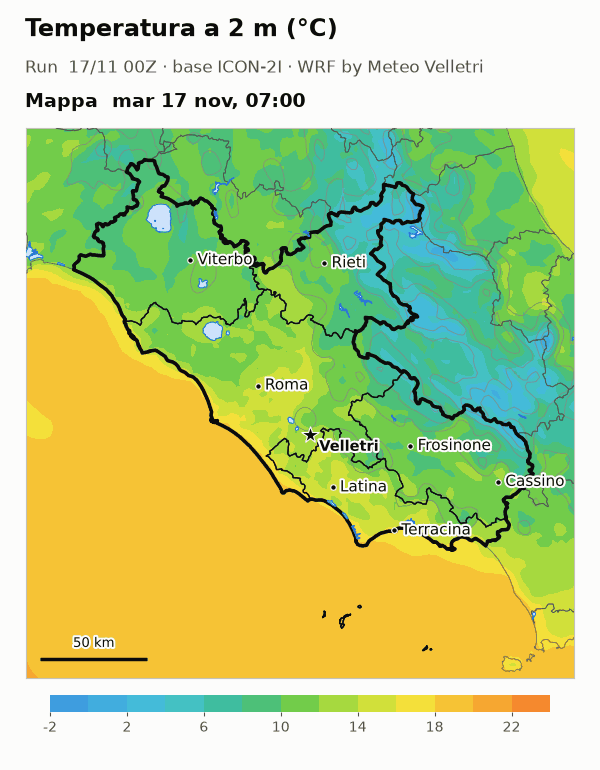 Temperatura a 2 m (°C)
Run 17/11 00Z · base ICON-2I · WRF by Meteo Velletri
Mappa mar 17 nov, 07:00
Viterbo
Rieti
Roma
Velletri
Frosinone
Cassino
Latina
Terracina
50 km
-2 2 6 10 14 18 22